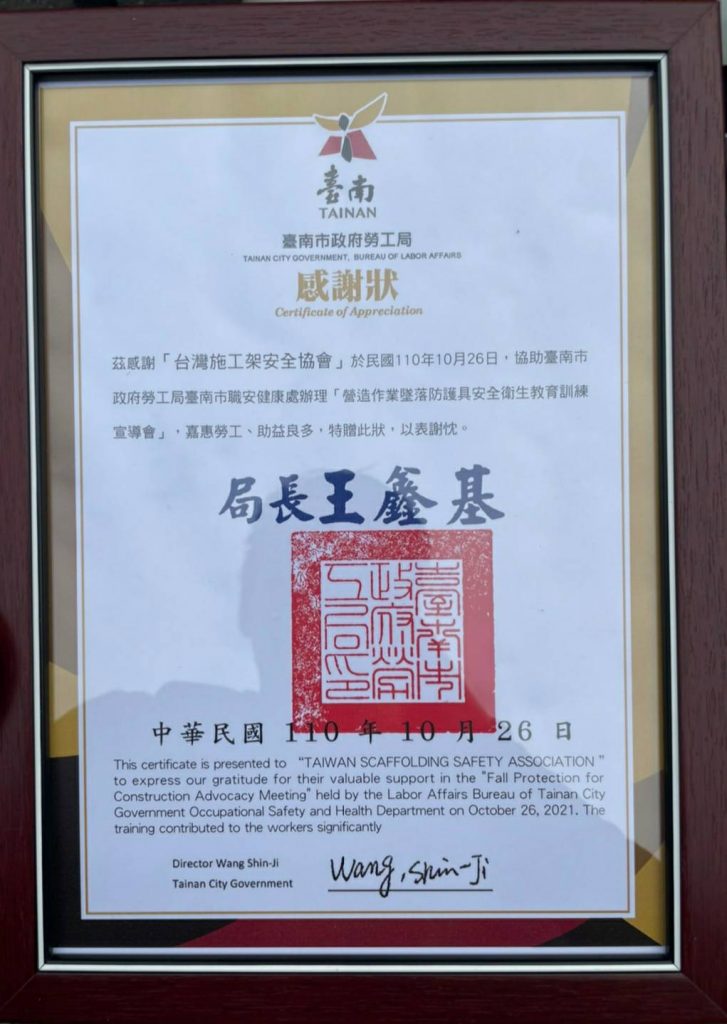 臺南
TAINAN
臺南市政府勞工局
TAINAN CITY GOVERNMENT, BUREAU OF LABOR AFFAIRS
感謝狀
Certificate of Appreciation
茲感謝「台灣施工架安全協會」於民國110年10月26日，協助臺南市
政府勞工局臺南市職安健康處辦理「營造作業墜落防護具安全衛生教育訓練
宣導會」，嘉惠勞工、助益良多，特贈此狀，以表謝忱。
局長王鑫基
臺南市
政府勞
工局印
中華民國 110 年 10 月 26 日
This certificate is presented to “TAIWAN SCAFFOLDING SAFETY ASSOCIATION ”
to express our gratitude for their valuable support in the "Fall Protection for
Construction Advocacy Meeting" held by the Labor Affairs Bureau of Tainan City
Government Occupational Safety and Health Department on October 26, 2021. The
training contributed to the workers significantly
Director Wang Shin-Ji
Tainan City Government
Wang, Shin-Ji